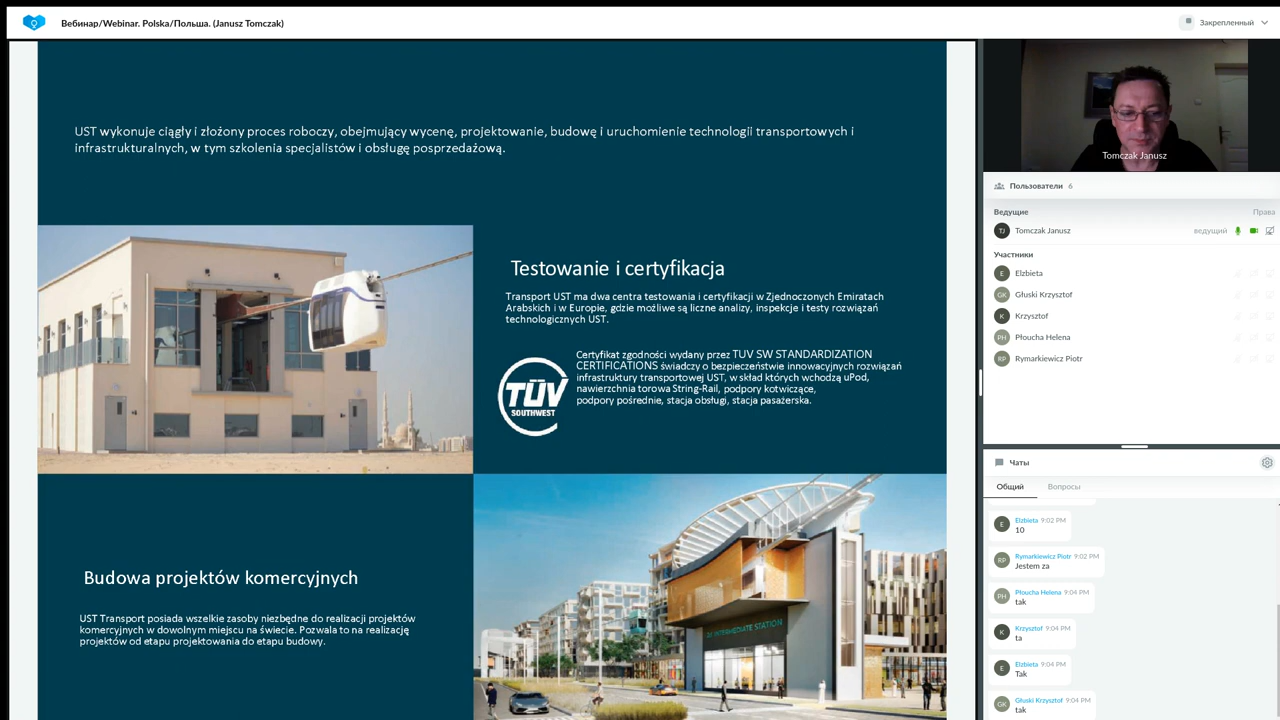 Вебинар/Webinar. Polska/Польша. (Janusz Tomczak)
Закрепленный
UST wykonuje ciągły i złożony proces roboczy, obejmujący wycenę, projektowanie, budowę i uruchomienie technologii transportowych i
infrastrukturalnych, w tym szkolenia specjalistów i obsługę posprzedażową.
Testowanie i certyfikacja
Transport UST ma dwa centra testowania i certyfikacji w Zjednoczonych Emiratach
Arabskich i w Europie, gdzie możliwe są liczne analizy, inspekcje i testy rozwiązań
technologicznych UST.
TÜV
SOUTHWEST
Certyfikat zgodności wydany przez TUV SW STANDARDIZATION
CERTIFICATIONS świadczy o bezpieczeństwie innowacyjnych rozwiązań
infrastruktury transportowej UST, w skład których wchodzą uPod,
nawierzchnia torowa String-Rail, podpory kotwiczące,
podpory pośrednie, stacja obsługi, stacja pasażerska.
Budowa projektów komercyjnych
UST Transport posiada wszelkie zasoby niezbędne do realizacji projektów
komercyjnych w dowolnym miejscu na świecie. Pozwala to na realizację
projektów od etapu projektowania do etapu budowy.
INTERMEDIATE STATION
Tomczak Janusz
Пользователи 6
Ведущие Права
TJ Tomczak Janusz ведущий
Участники
E Elzbieta
GK Głuski Krzysztof
K Krzysztof
PH Płoucha Helena
RP Rymarkiewicz Piotr
Чаты
Общий Вопросы
E Elzbieta 9:02 PM
10
RP Rymarkiewicz Piotr 9:02 PM
Jestem za
PH Płoucha Helena 9:04 PM
tak
K Krzysztof 9:04 PM
ta
E Elzbieta 9:04 PM
Tak
GK Głuski Krzysztof 9:04 PM
tak